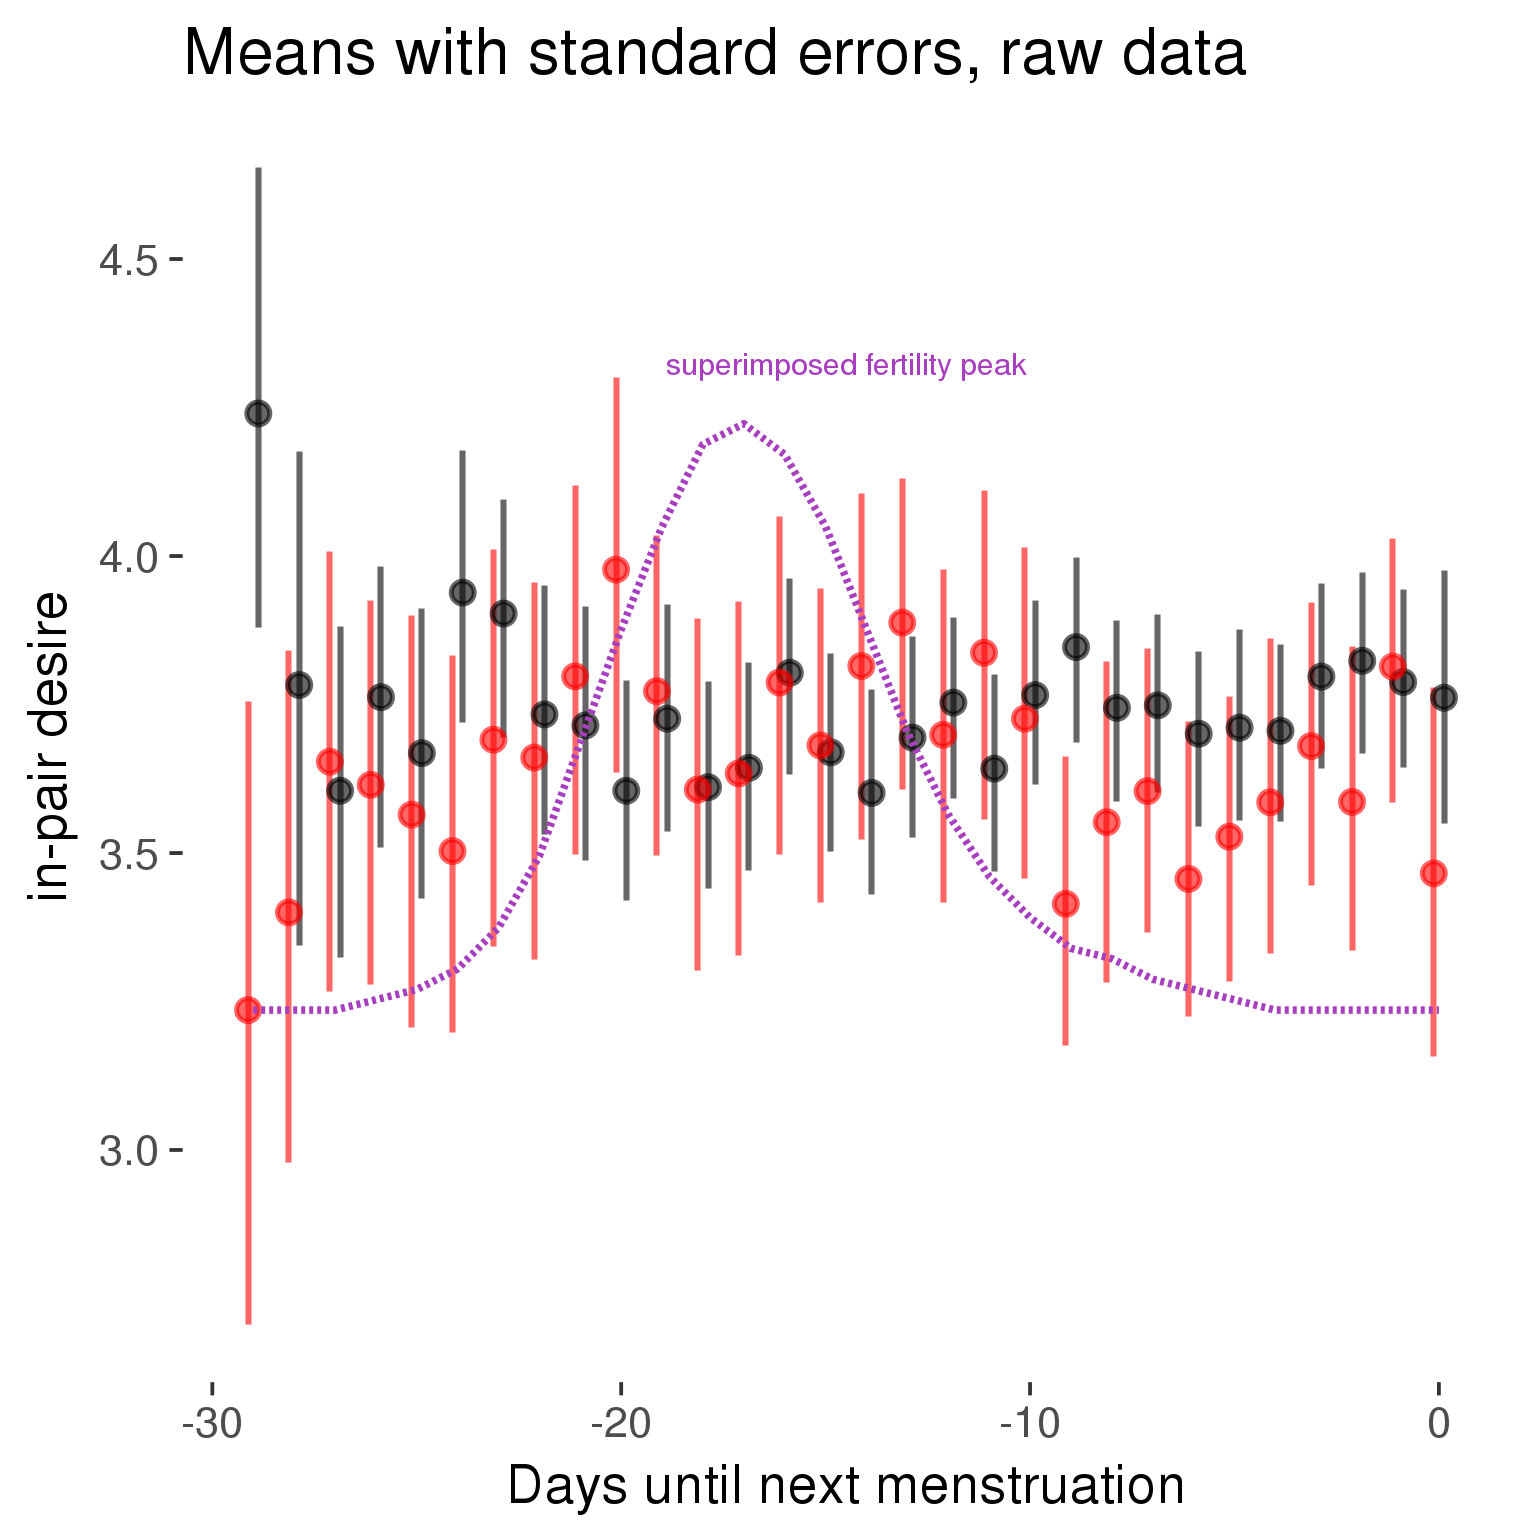 Means with standard errors, raw data
in-pair desire
4.5
4.0
3.5
3.0
superimposed fertility peak
-30
-20
-10
0
Days until next menstruation